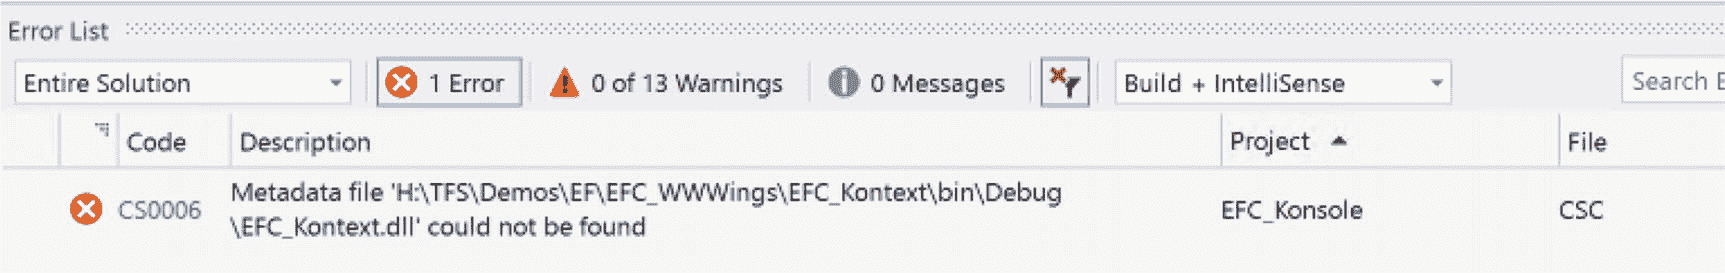 Error List
Entire Solution 1 Error 0 of 13 Warnings 0 Messages Build + IntelliSense Search E
Code Description Project File
Metadata file 'H:\TFS\Demos\EF\EFC_WWWings\EFC_Kontext\bin\Debug
CS0006 EFC_Konsole CSC
\EFC_Kontext.dll' could not be found